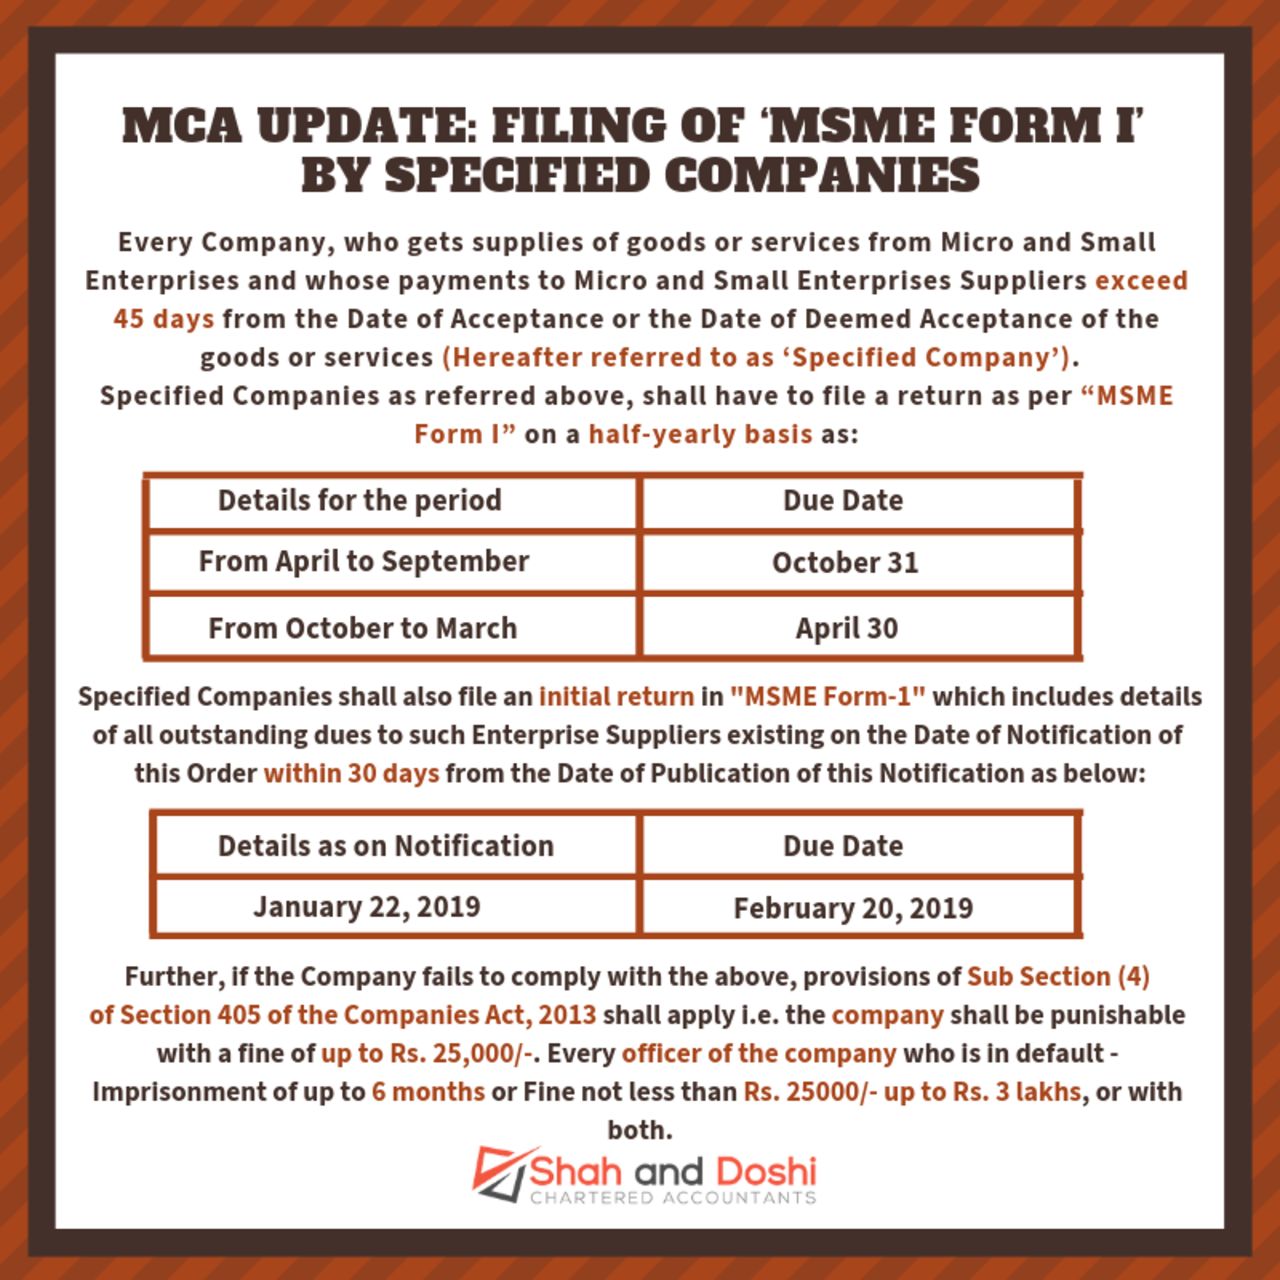 MCA UPDATE: FILING OF ‘MSME FORM I’
BY SPECIFIED COMPANIES
Every Company, who gets supplies of goods or services from Micro and Small
Enterprises and whose payments to Micro and Small Enterprises Suppliers exceed
45 days from the Date of Acceptance or the Date of Deemed Acceptance of the
goods or services (Hereafter referred to as ‘Specified Company’).
Specified Companies as referred above, shall have to file a return as per “MSME
Form I” on a half-yearly basis as:
Details for the period Due Date
From April to September October 31
From October to March April 30
Specified Companies shall also file an initial return in "MSME Form-1" which includes details
of all outstanding dues to such Enterprise Suppliers existing on the Date of Notification of
this Order within 30 days from the Date of Publication of this Notification as below:
Details as on Notification Due Date
January 22, 2019 February 20, 2019
Further, if the Company fails to comply with the above, provisions of Sub Section (4)
of Section 405 of the Companies Act, 2013 shall apply i.e. the company shall be punishable
with a fine of up to Rs. 25,000/-. Every officer of the company who is in default -
Imprisonment of up to 6 months or Fine not less than Rs. 25000/- up to Rs. 3 lakhs, or with
both.
Shah and Doshi
CHARTERED ACCOUNTANTS